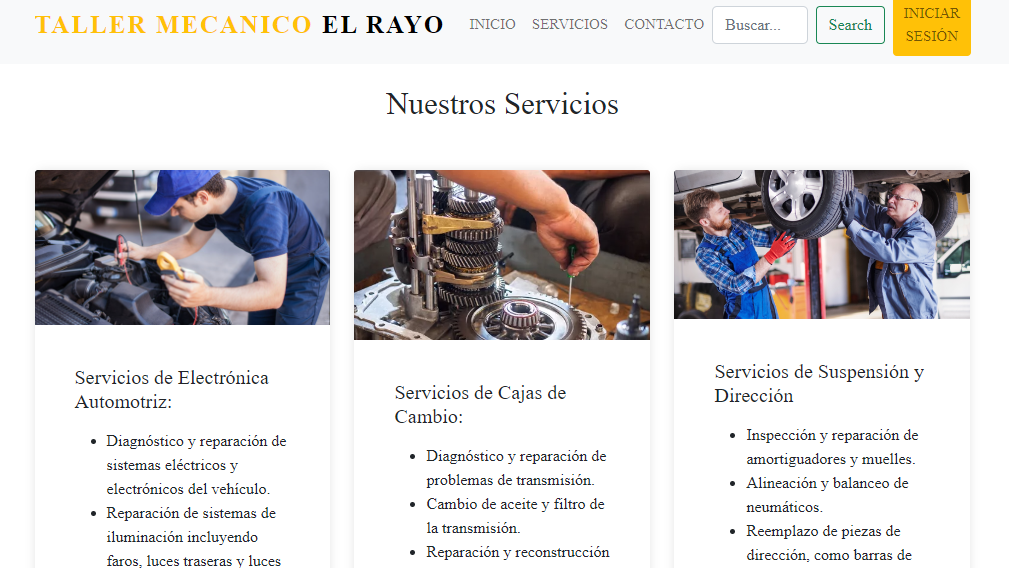 TALLER MECANICO EL RAYO
INICIO
SERVICIOS
CONTACTO
Buscar...
Search
INICIAR
SESIÓN
Nuestros Servicios
Servicios de Electrónica
Automotriz:
• Diagnóstico y reparación de
sistemas eléctricos y
electrónicos del vehículo.
• Reparación de sistemas de
iluminación incluyendo
faros, luces traseras y luces
Servicios de Cajas de
Cambio:
• Diagnóstico y reparación de
problemas de transmisión.
• Cambio de aceite y filtro de
la transmisión.
• Reparación y reconstrucción
Servicios de Suspensión y
Dirección
• Inspección y reparación de
amortiguadores y muelles.
• Alineación y balanceo de
neumáticos.
• Reemplazo de piezas de
dirección, como barras de